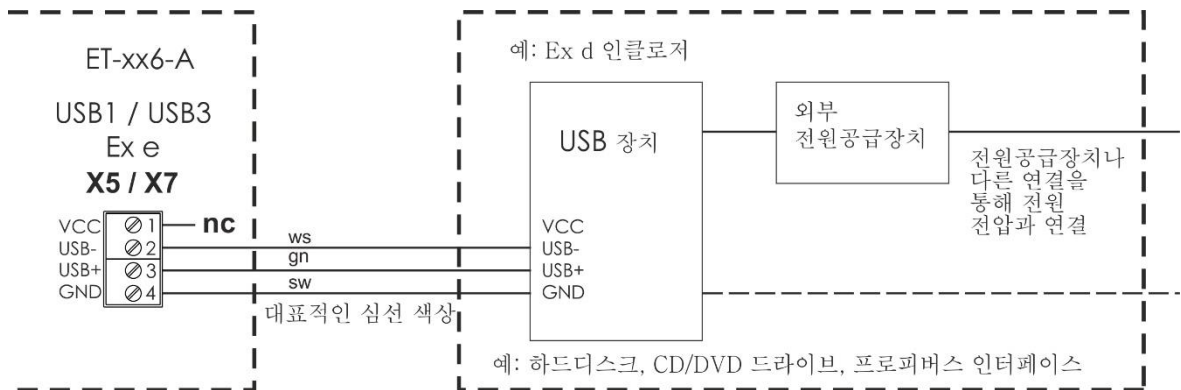 ET-xx6-A
USB1 / USB3
Ex e
X5 / X7
VCC 1 nc
USB- 2
USB+ 3
GND 4
ws
gn
sw
대표적인 심선 색상
예: Ex d 인클로저
USB 장치
VCC
USB-
USB+
GND
외부
전원공급장치
전원공급장치나
다른 연결을
통해 전원
전압과 연결
예: 하드디스크, CD/DVD 드라이브, 프로피버스 인터페이스